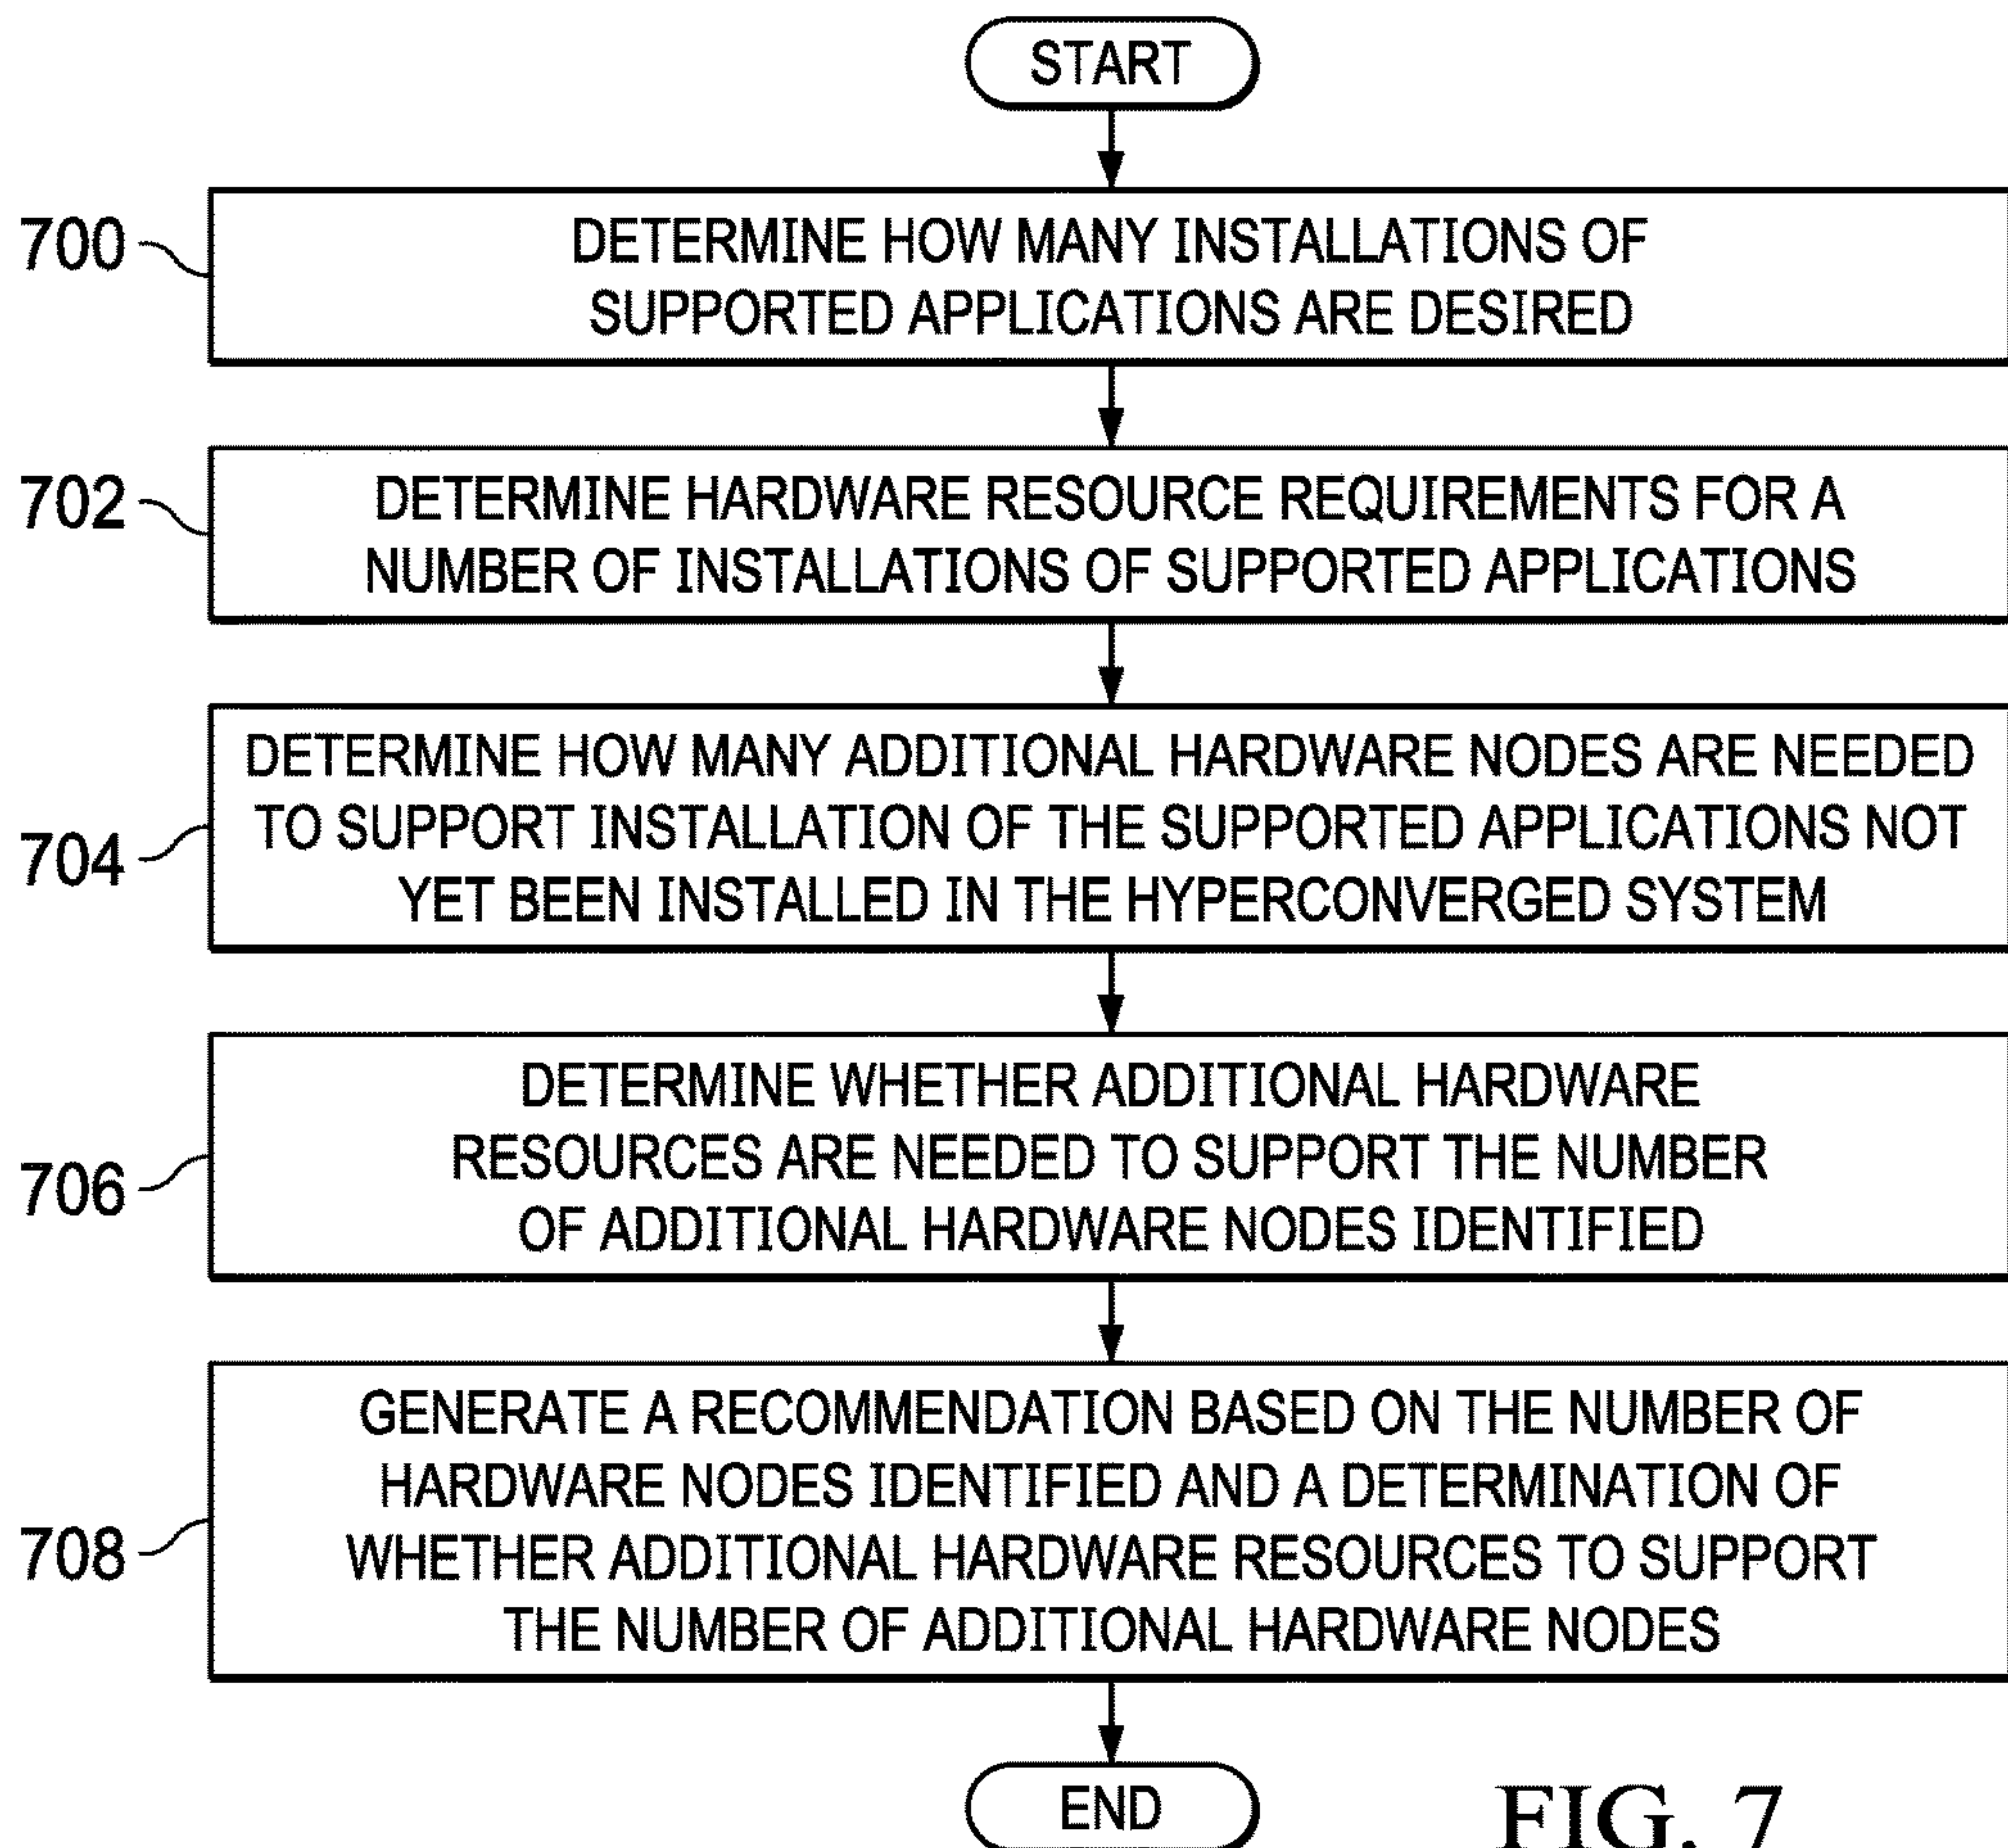 START
700
DETERMINE HOW MANY INSTALLATIONS OF
SUPPORTED APPLICATIONS ARE DESIRED
702
DETERMINE HARDWARE RESOURCE REQUIREMENTS FOR A
NUMBER OF INSTALLATIONS OF SUPPORTED APPLICATIONS
704
DETERMINE HOW MANY ADDITIONAL HARDWARE NODES ARE NEEDED
TO SUPPORT INSTALLATION OF THE SUPPORTED APPLICATIONS NOT
YET BEEN INSTALLED IN THE HYPERCONVERGED SYSTEM
706
DETERMINE WHETHER ADDITIONAL HARDWARE
RESOURCES ARE NEEDED TO SUPPORT THE NUMBER
OF ADDITIONAL HARDWARE NODES IDENTIFIED
708
GENERATE A RECOMMENDATION BASED ON THE NUMBER OF
HARDWARE NODES IDENTIFIED AND A DETERMINATION OF
WHETHER ADDITIONAL HARDWARE RESOURCES TO SUPPORT
THE NUMBER OF ADDITIONAL HARDWARE NODES
END
FIG. 7